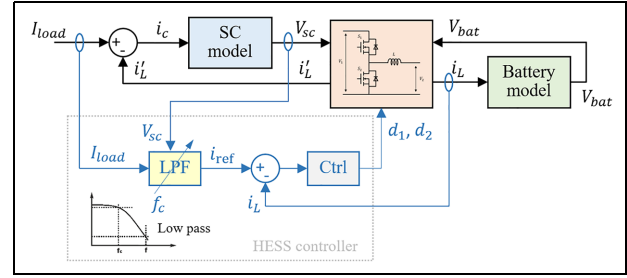 I_load
i_c
SC
model
V_sc
V_bat
i'_L
i'_L
i_L
Battery
model
V_bat
V_sc
d_1, d_2
I_load
LPF
i_ref
Ctrl
f_c
i_L
Low pass
f_c
f
HESS controller